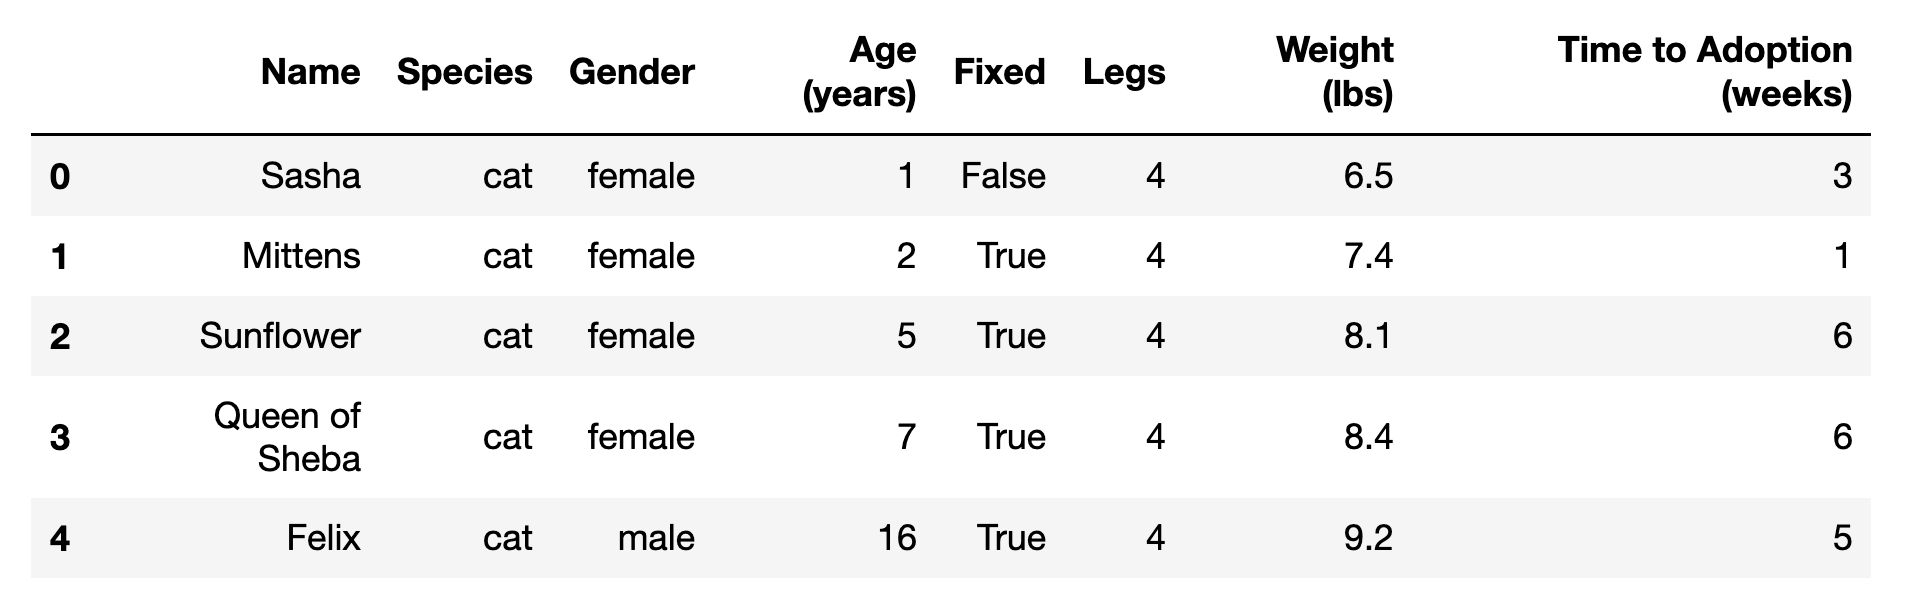 Name Species Gender Age (years) Fixed Legs Weight (lbs) Time to Adoption (weeks)
0 Sasha cat female 1 False 4 6.5 3
1 Mittens cat female 2 True 4 7.4 1
2 Sunflower cat female 5 True 4 8.1 6
3 Queen of Sheba cat female 7 True 4 8.4 6
4 Felix cat male 16 True 4 9.2 5